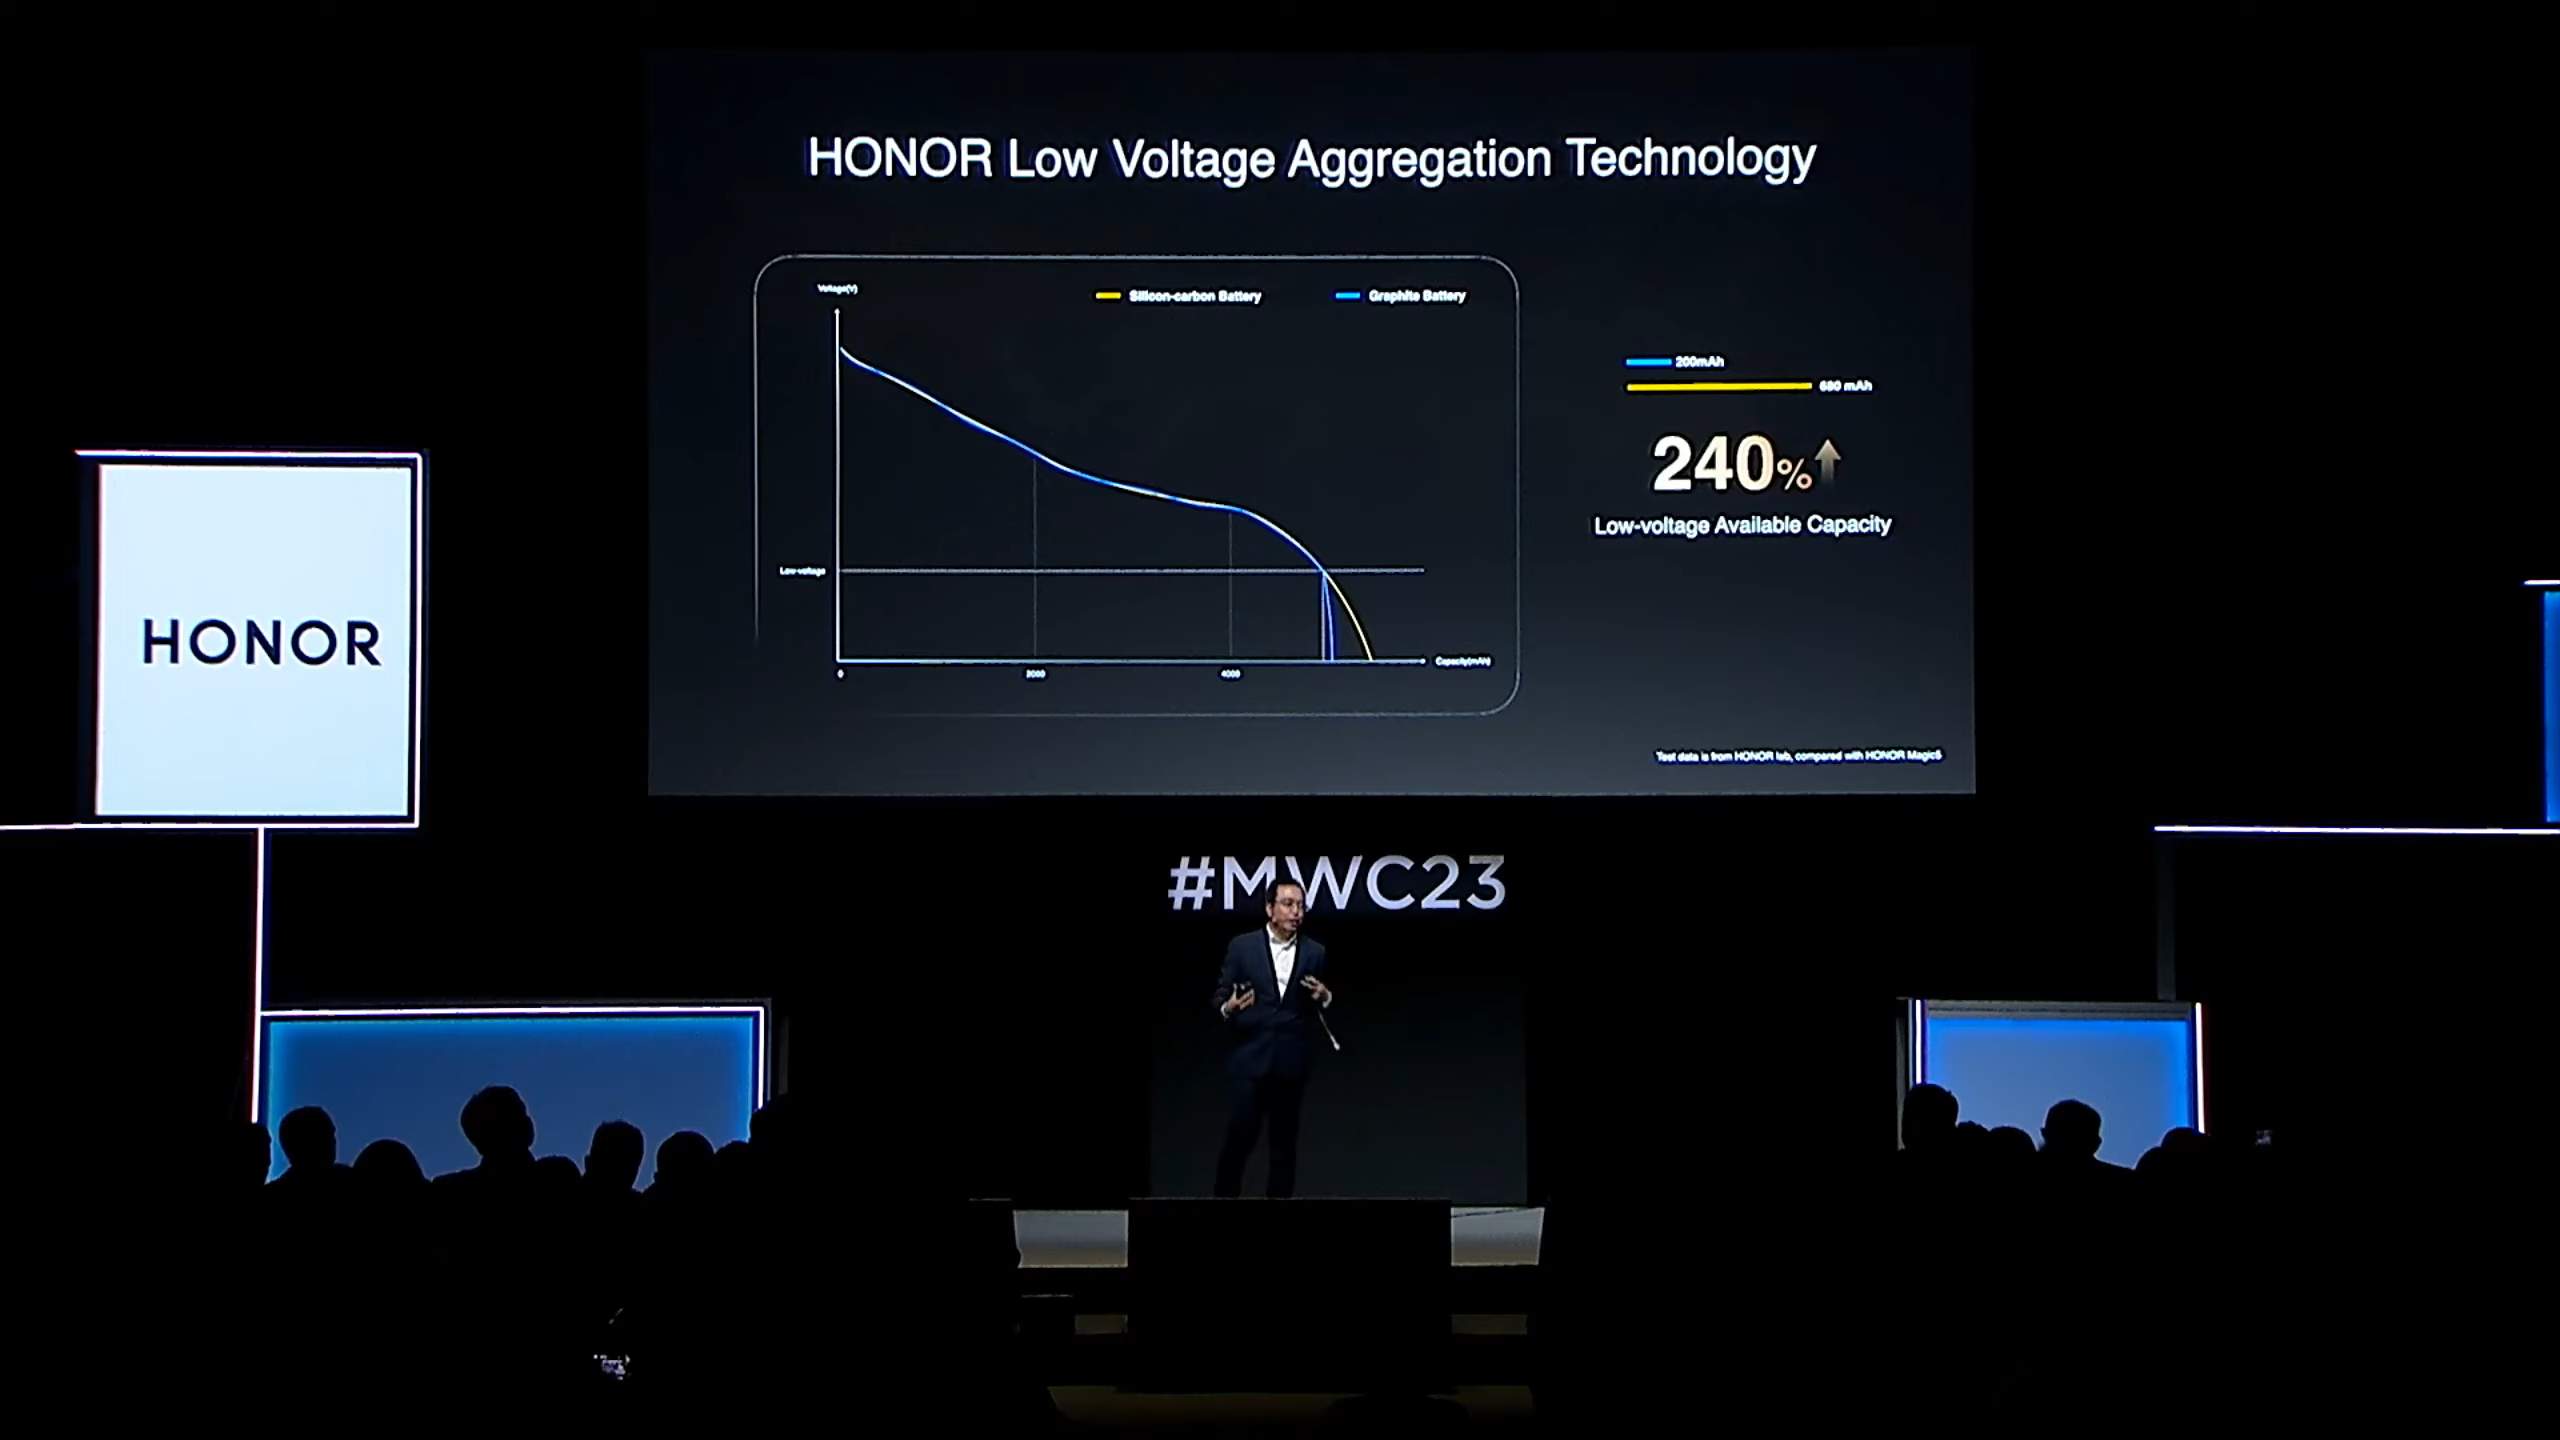 HONOR Low Voltage Aggregation Technology
Voltage(V)
Silicon-carbon Battery
Graphite Battery
200mAh
680 mAh
240%
Low-voltage Available Capacity
Low-voltage
Capacity(mAh)
0
2000
4000
Test data is from HONOR lab, compared with HONOR Magic5
HONOR
#MWC23